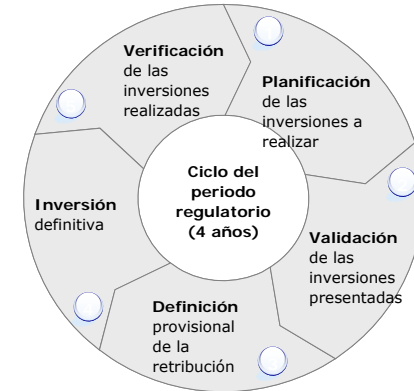 Verificación
de las
inversiones
realizadas
Planificación
de las
inversiones a
realizar
Ciclo del
periodo
regulatorio
(4 años)
Inversión
definitiva
Validación
de las
inversiones
presentadas
Definición
provisional
de la
retribución